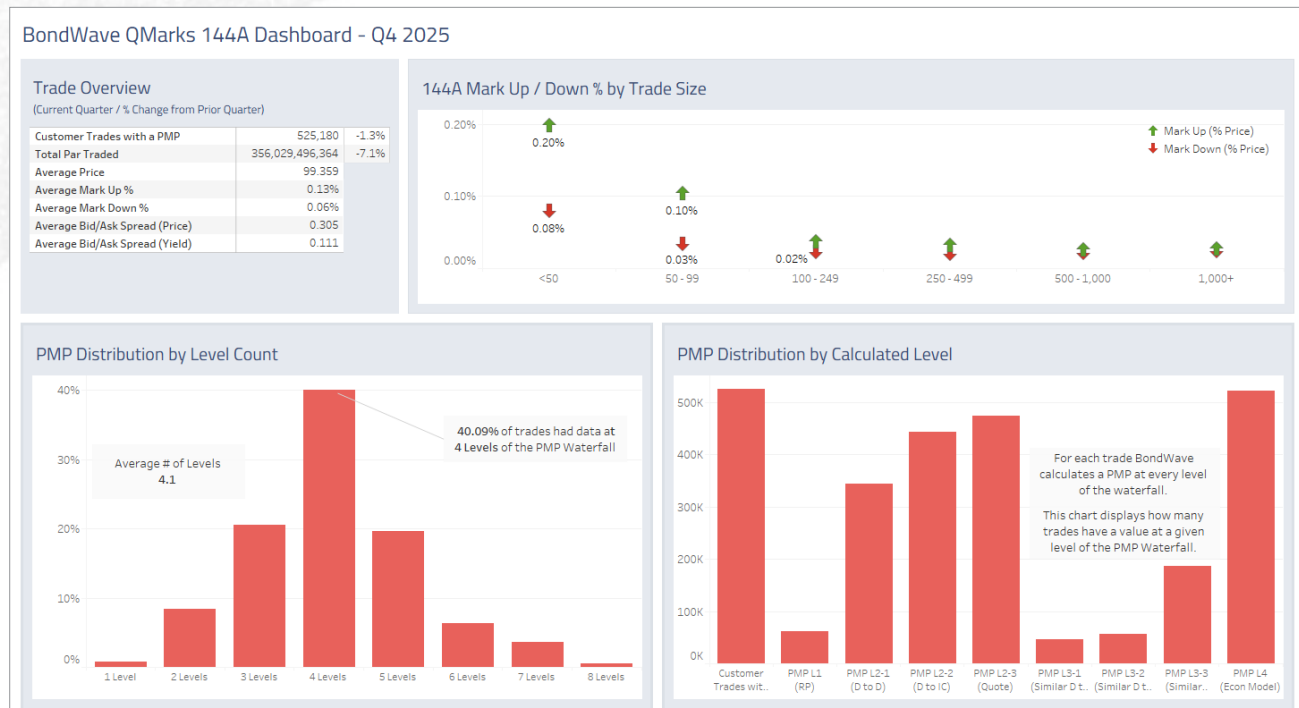 BondWave QMarks 144A Dashboard - Q4 2025
Trade Overview
(Current Quarter / % Change from Prior Quarter)
Customer Trades with a PMP 525,180 -1.3%
Total Par Traded 356,029,496,364 -7.1%
Average Price 99.359
Average Mark Up % 0.13%
Average Mark Down % 0.06%
Average Bid/Ask Spread (Price) 0.305
Average Bid/Ask Spread (Yield) 0.111
144A Mark Up / Down % by Trade Size
0.20%
0.10%
0.00%
0.20%
0.08%
0.10%
0.03%
0.02%
Mark Up (% Price)
Mark Down (% Price)
<50 50 - 99 100 - 249 250 - 499 500 - 1,000 1,000+
PMP Distribution by Level Count
40%
30%
20%
10%
0%
Average # of Levels
4.1
40.09% of trades had data at
4 Levels of the PMP Waterfall
1 Level 2 Levels 3 Levels 4 Levels 5 Levels 6 Levels 7 Levels 8 Levels
PMP Distribution by Calculated Level
500K
400K
300K
200K
100K
0K
For each trade BondWave
calculates a PMP at every level
of the waterfall.
This chart displays how many
trades have a value at a given
level of the PMP Waterfall.
Customer PMP L1 PMP L2-1 PMP L2-2 PMP L2-3 PMP L3-1 PMP L3-2 PMP L3-3 PMP L4
Trades wit.. (RP) (D to D) (D to IC) (Quote) (Similar D t.. (Similar D t.. (Similar.. (Econ Model)